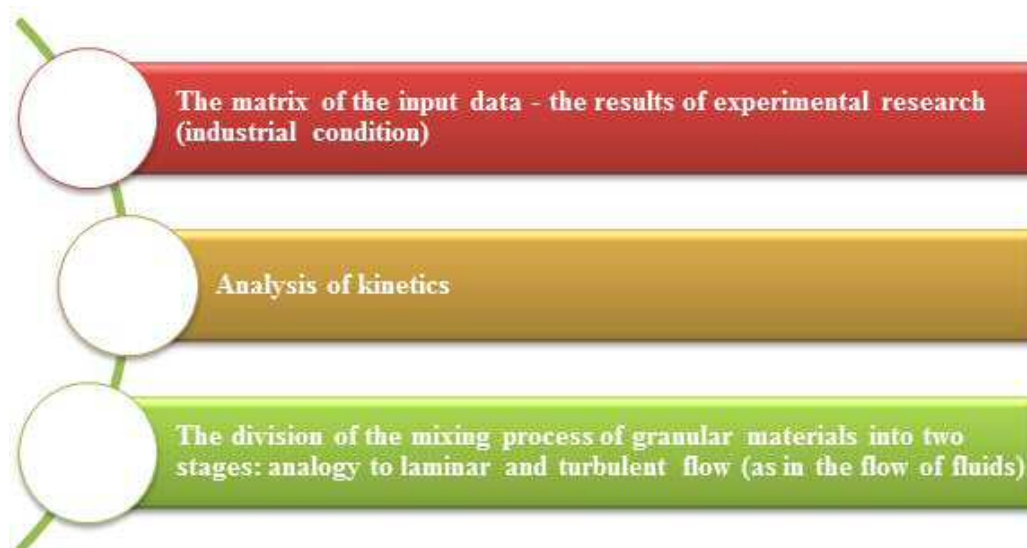 The matrix of the input data - the results of experimental research
(industrial condition)
Analysis of kinetics
The division of the mixing process of granular materials into two
stages: analogy to laminar and turbulent flow (as in the flow of fluids)